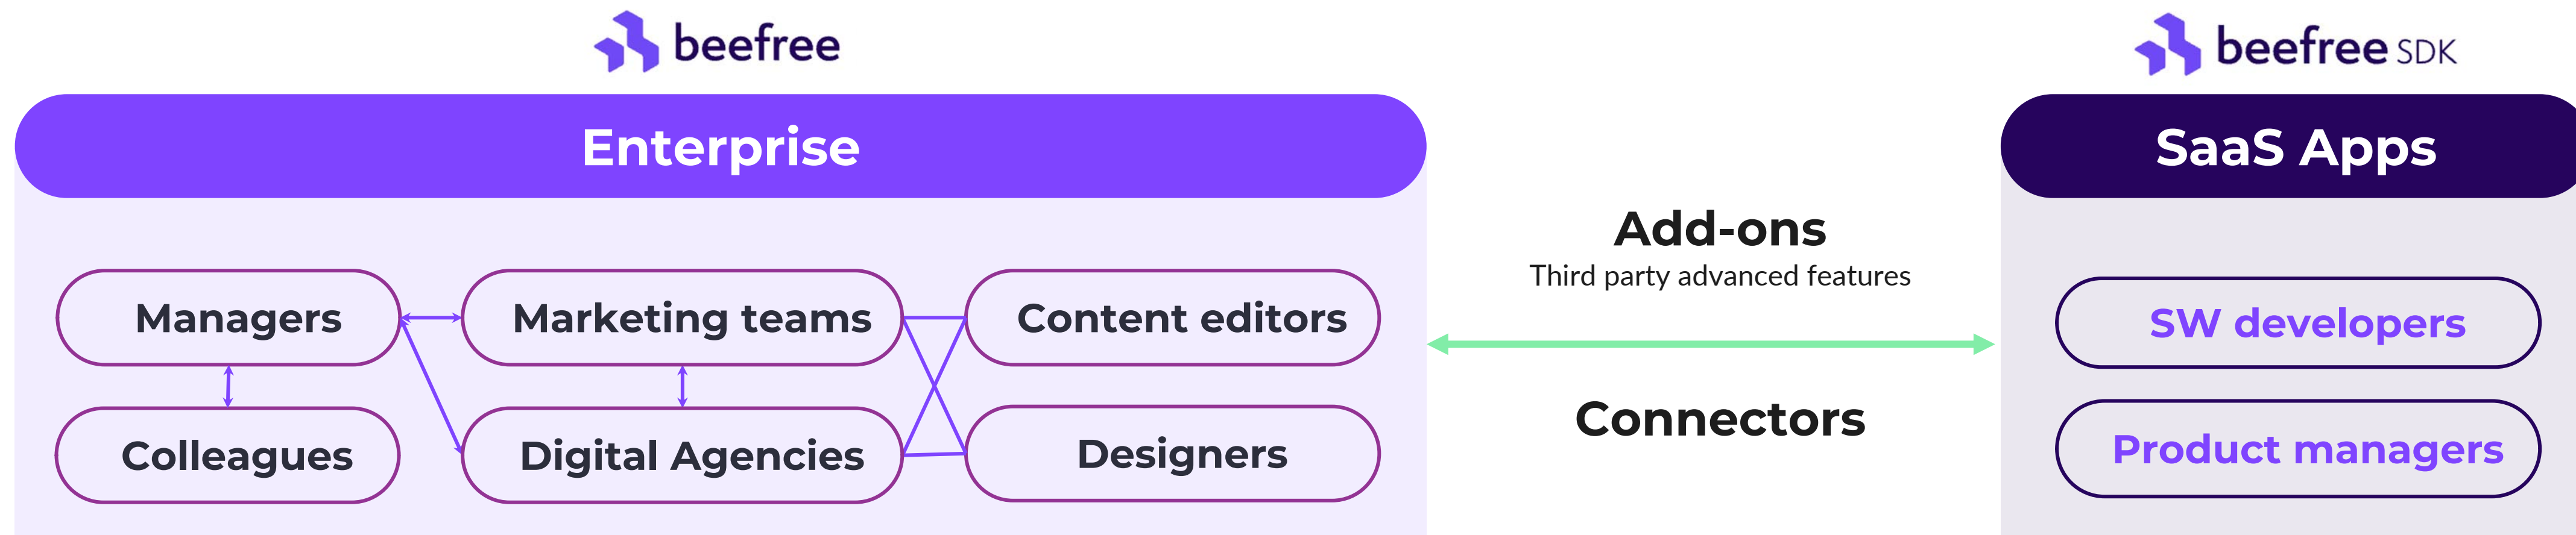 beefree
beefree SDK
Enterprise
SaaS Apps
Add-ons
Third party advanced features
Managers
Marketing teams
Content editors
SW developers
Connectors
Colleagues
Digital Agencies
Designers
Product managers